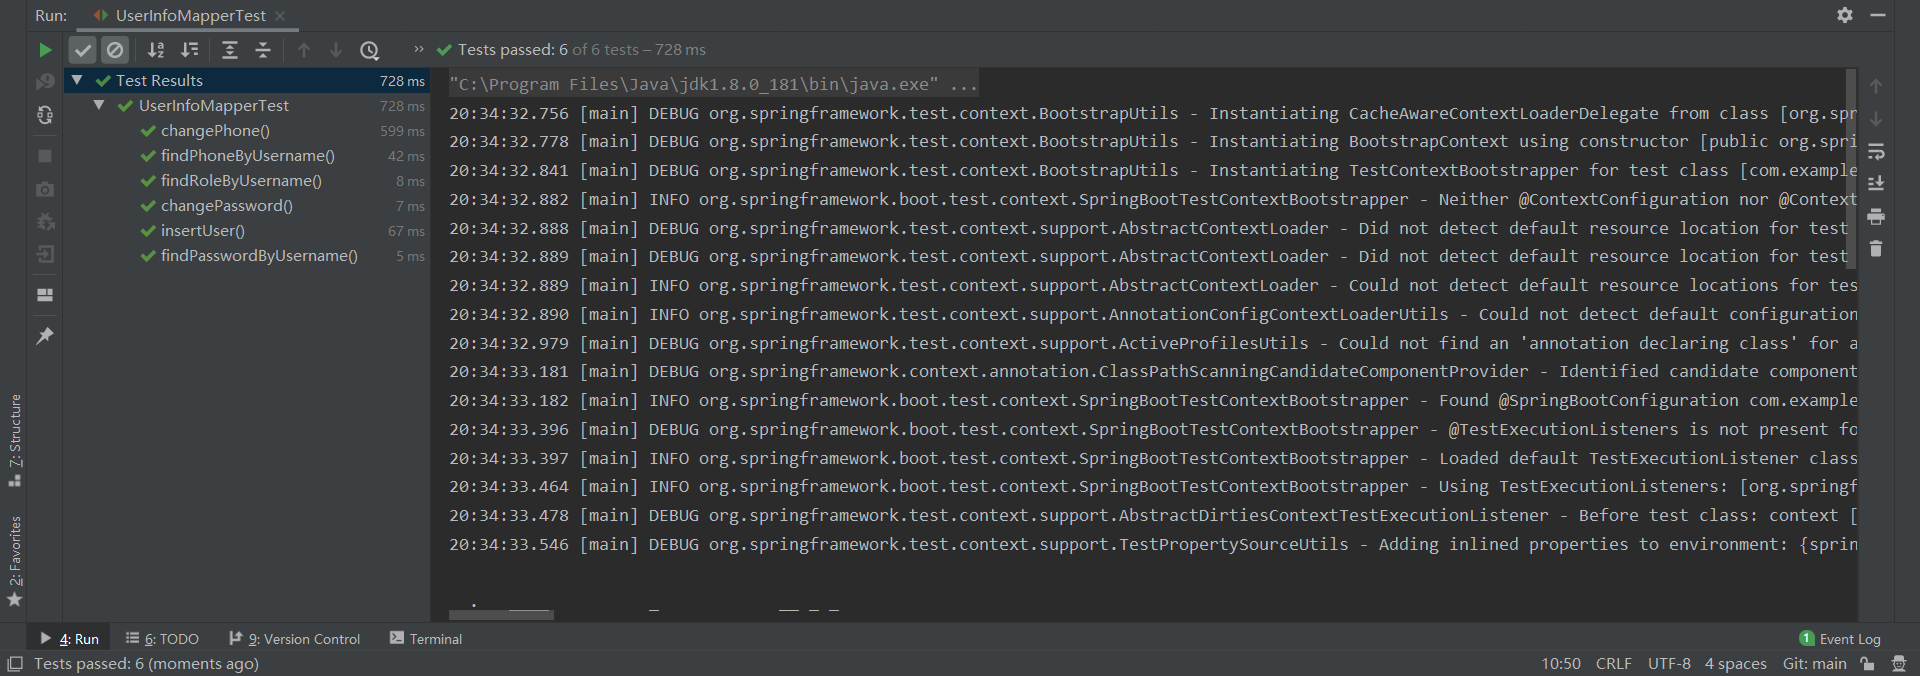 Run: UserInfoMapperTest
Tests passed: 6 of 6 tests – 728 ms
Test Results 728 ms
UserInfoMapperTest 728 ms
changePhone() 599 ms
findPhoneByUsername() 42 ms
findRoleByUsername() 8 ms
changePassword() 7 ms
insertUser() 67 ms
findPasswordByUsername() 5 ms
"C:\Program Files\Java\jdk1.8.0_181\bin\java.exe" ...
20:34:32.756 [main] DEBUG org.springframework.test.context.BootstrapUtils - Instantiating CacheAwareContextLoaderDelegate from class [org.spr
20:34:32.778 [main] DEBUG org.springframework.test.context.BootstrapUtils - Instantiating BootstrapContext using constructor [public org.spri
20:34:32.841 [main] DEBUG org.springframework.test.context.BootstrapUtils - Instantiating TestContextBootstrapper for test class [com.example
20:34:32.882 [main] INFO org.springframework.boot.test.context.SpringBootTestContextBootstrapper - Neither @ContextConfiguration nor @Context
20:34:32.888 [main] DEBUG org.springframework.test.context.support.AbstractContextLoader - Did not detect default resource location for test
20:34:32.889 [main] DEBUG org.springframework.test.context.support.AbstractContextLoader - Did not detect default resource location for test
20:34:32.889 [main] INFO org.springframework.test.context.support.AbstractContextLoader - Could not detect default resource locations for tes
20:34:32.890 [main] INFO org.springframework.test.context.support.AnnotationConfigContextLoaderUtils - Could not detect default configuration
20:34:32.979 [main] DEBUG org.springframework.test.context.support.ActiveProfilesUtils - Could not find an 'annotation declaring class' for a
20:34:33.181 [main] DEBUG org.springframework.context.annotation.ClassPathScanningCandidateComponentProvider - Identified candidate component
20:34:33.182 [main] INFO org.springframework.boot.test.context.SpringBootTestContextBootstrapper - Found @SpringBootConfiguration com.example
20:34:33.396 [main] DEBUG org.springframework.boot.test.context.SpringBootTestContextBootstrapper - @TestExecutionListeners is not present fo
20:34:33.397 [main] INFO org.springframework.boot.test.context.SpringBootTestContextBootstrapper - Loaded default TestExecutionListener class
20:34:33.464 [main] INFO org.springframework.boot.test.context.SpringBootTestContextBootstrapper - Using TestExecutionListeners: [org.springf
20:34:33.478 [main] DEBUG org.springframework.test.context.support.AbstractDirtiesContextTestExecutionListener - Before test class: context [
20:34:33.546 [main] DEBUG org.springframework.test.context.support.TestPropertySourceUtils - Adding inlined properties to environment: {sprin
. ____ _ __ _ _
7: Structure
2: Favorites
4: Run 6: TODO 9: Version Control Terminal 1 Event Log
Tests passed: 6 (moments ago) 10:50 CRLF UTF-8 4 spaces Git: main